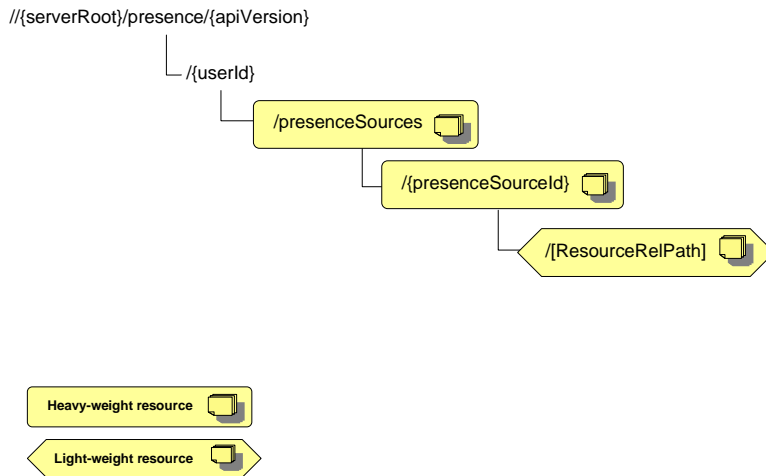 //{serverRoot}/presence/{apiVersion}
/{userId}
/presenceSources
/{presenceSourceId}
/[ResourceRelPath]
Heavy-weight resource
Light-weight resource